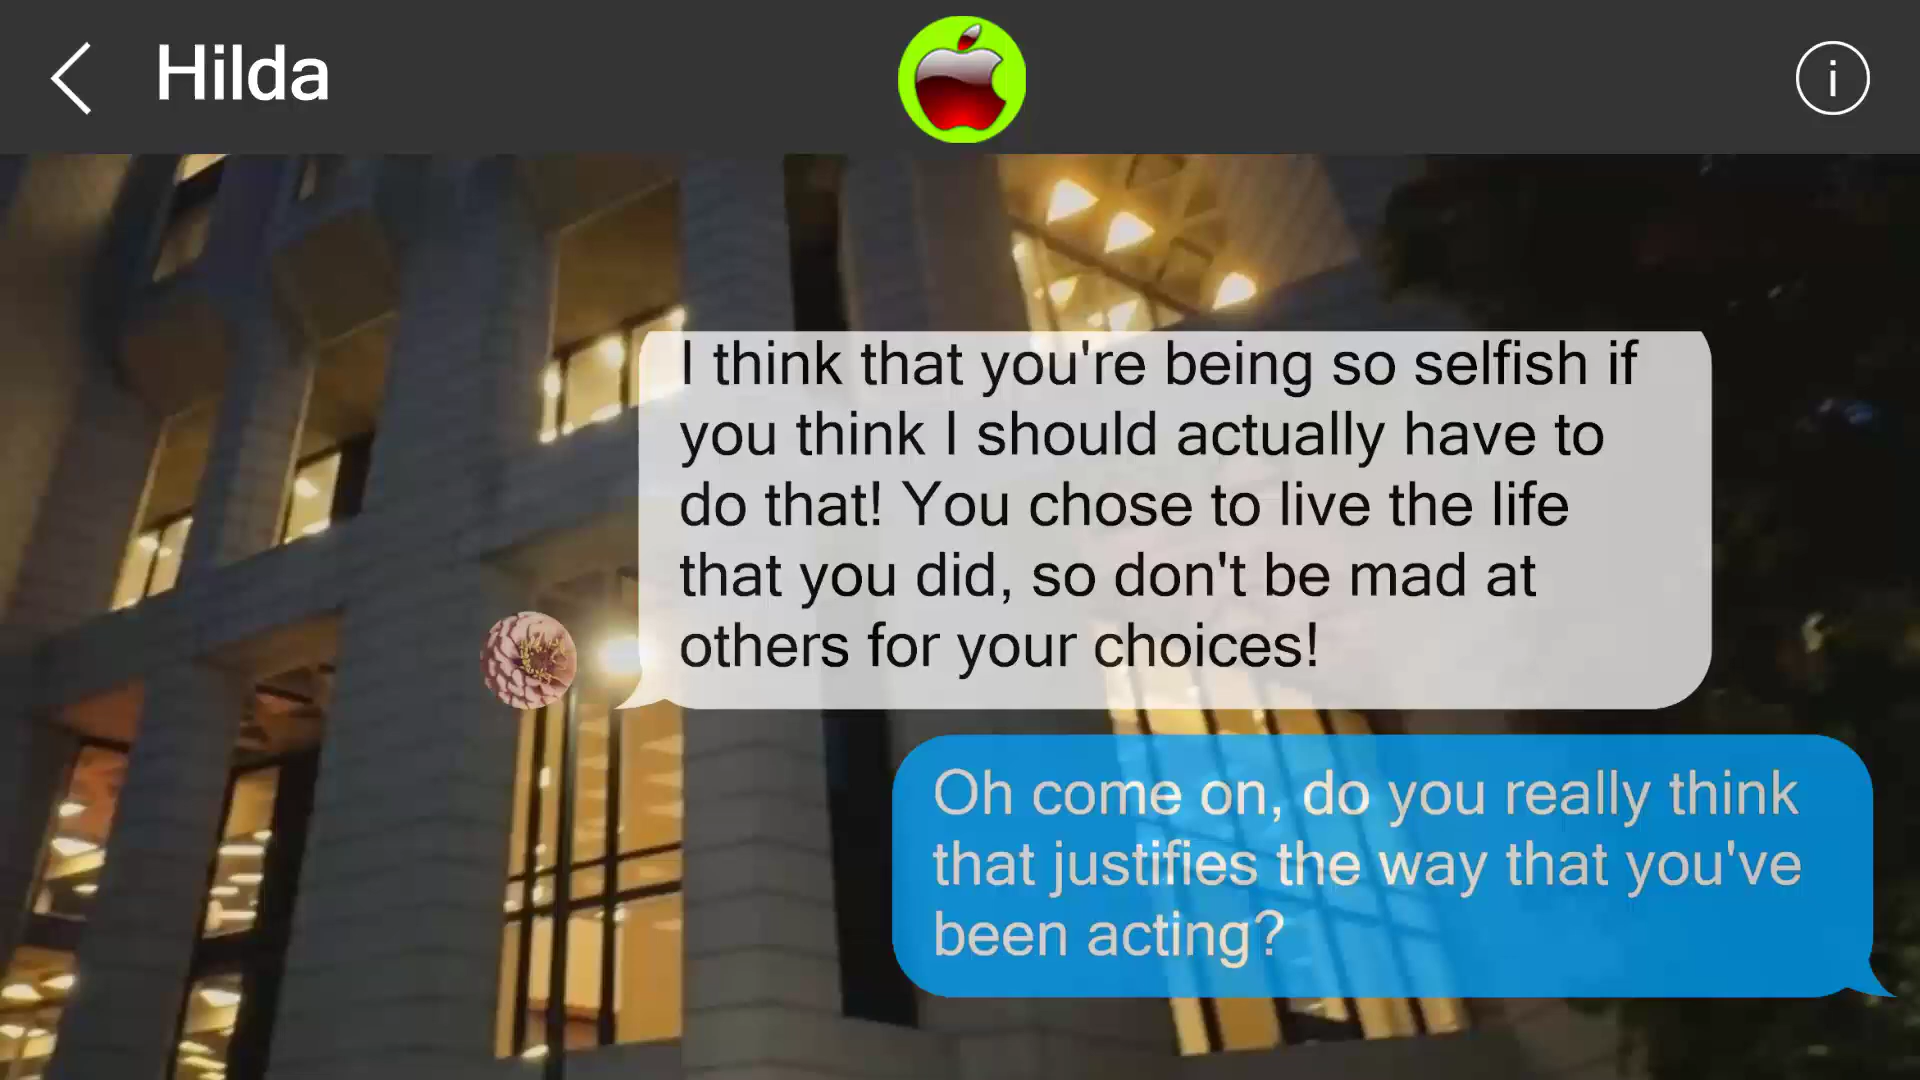 Hilda
I think that you're being so selfish if
you think I should actually have to
do that! You chose to live the life
that you did, so don't be mad at
others for your choices!
Oh come on, do you really think
that justifies the way that you've
been acting?